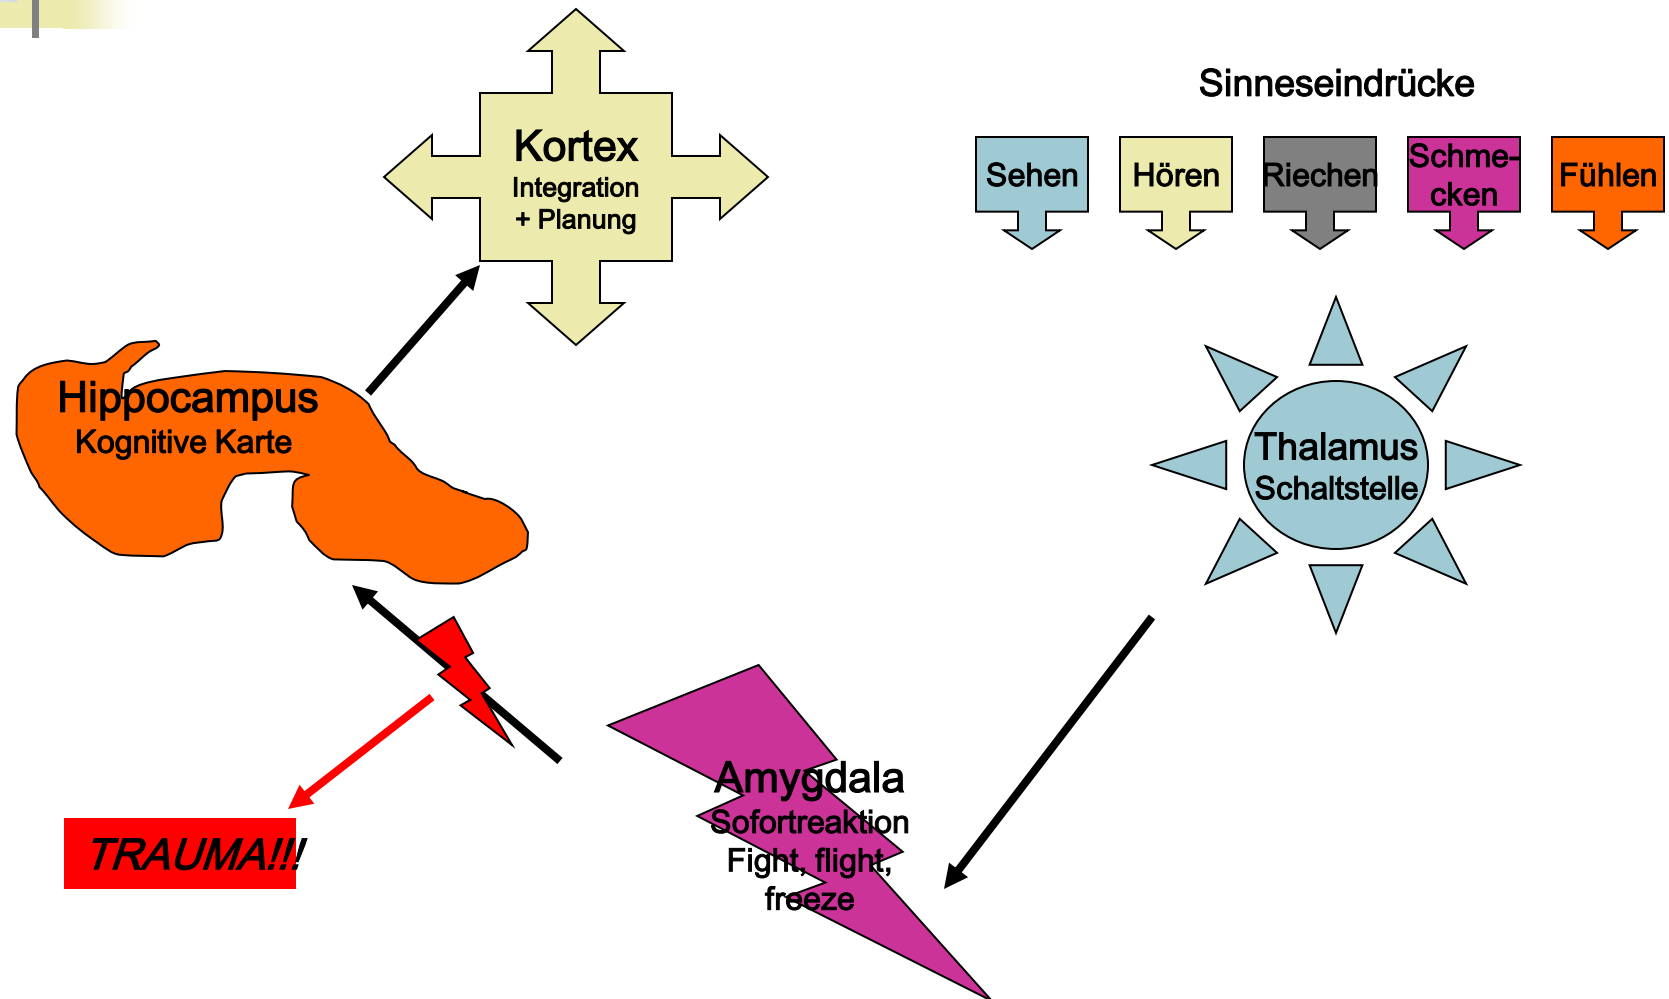 Sinneseindrücke
Sehen
Hören
Riechen
Schme-
cken
Fühlen
Kortex
Integration
+ Planung
Hippocampus
Kognitive Karte
Thalamus
Schaltstelle
Amygdala
Sofortreaktion
Fight, flight,
freeze
TRAUMA!!!